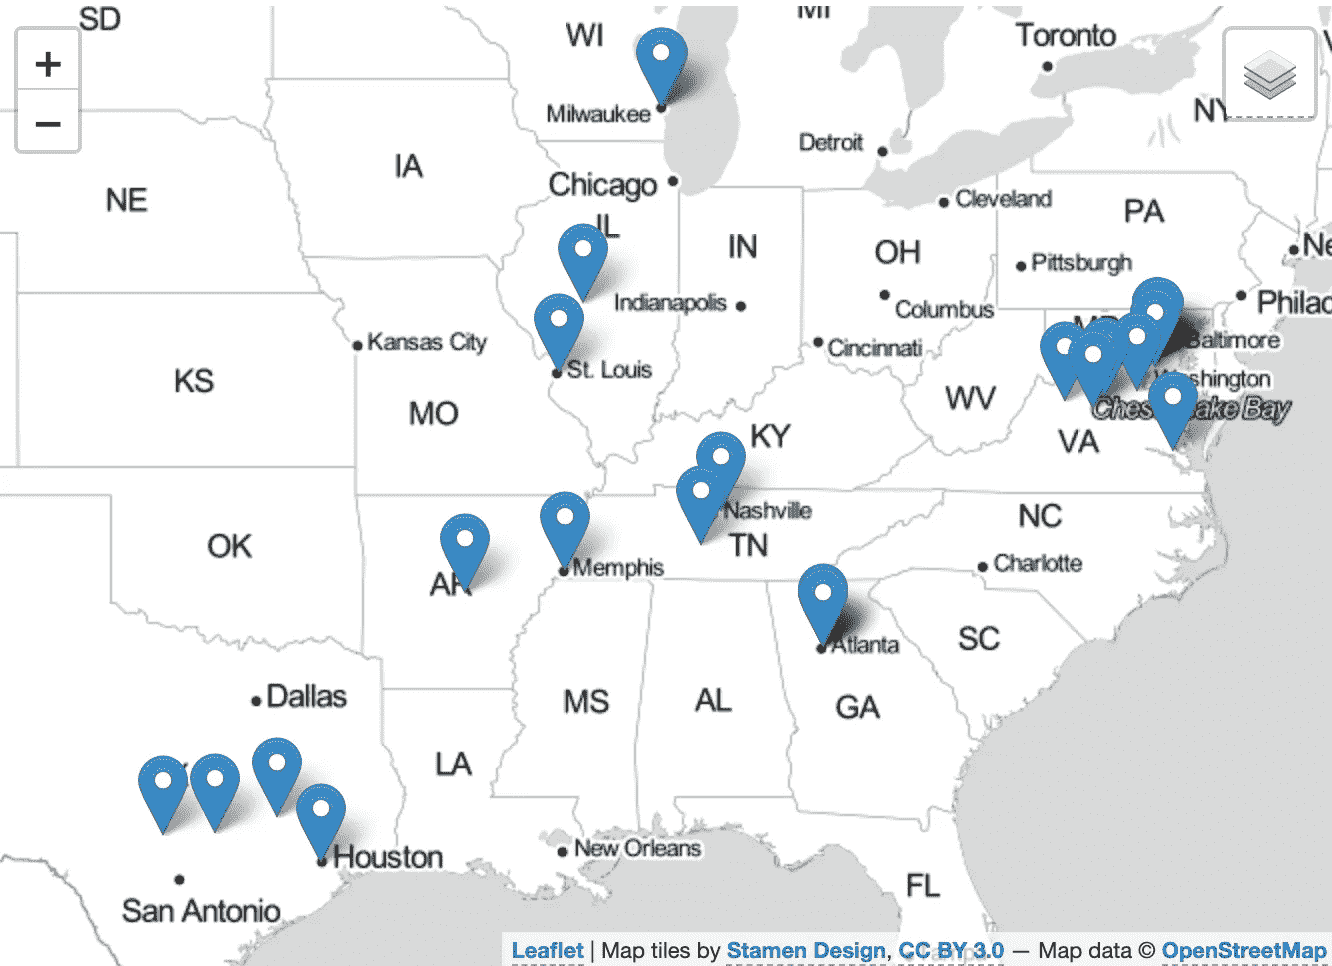 SD
WI
MI
Toronto
+
−
Milwaukee
Detroit
NY
IA
Chicago
NE
Cleveland
PA
IL
IN
OH
Pittsburgh
Ne
Indianapolis
Columbus
Philad
Kansas City
Cincinnati
Baltimore
St. Louis
shington
KS
MO
WV
Ches ake Bay
KY
VA
Nashville
NC
OK
TN
Memphis
Charlotte
AR
Atlanta
SC
Dallas
MS
AL
GA
LA
Houston
New Orleans
San Antonio
FL
Leaflet | Map tiles by Stamen Design, CC BY 3.0 — Map data © OpenStreetMap